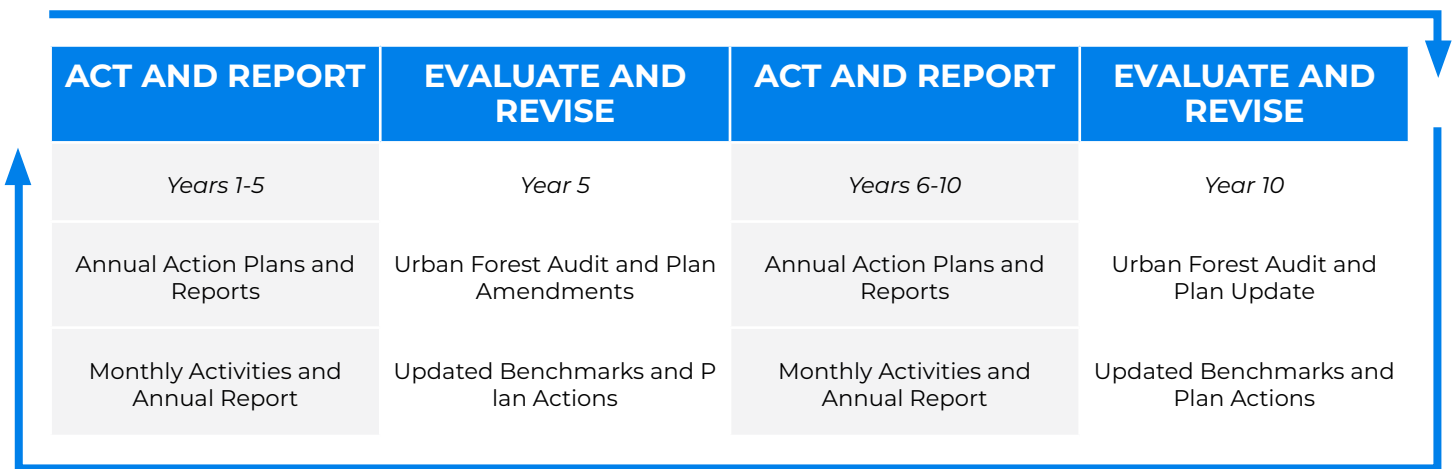 ACT AND REPORT
EVALUATE AND
REVISE
ACT AND REPORT
EVALUATE AND
REVISE
Years 1-5
Year 5
Years 6-10
Year 10
Annual Action Plans and
Reports
Urban Forest Audit and Plan
Amendments
Annual Action Plans and
Reports
Urban Forest Audit and
Plan Update
Monthly Activities and
Annual Report
Updated Benchmarks and P
lan Actions
Monthly Activities and
Annual Report
Updated Benchmarks and
Plan Actions